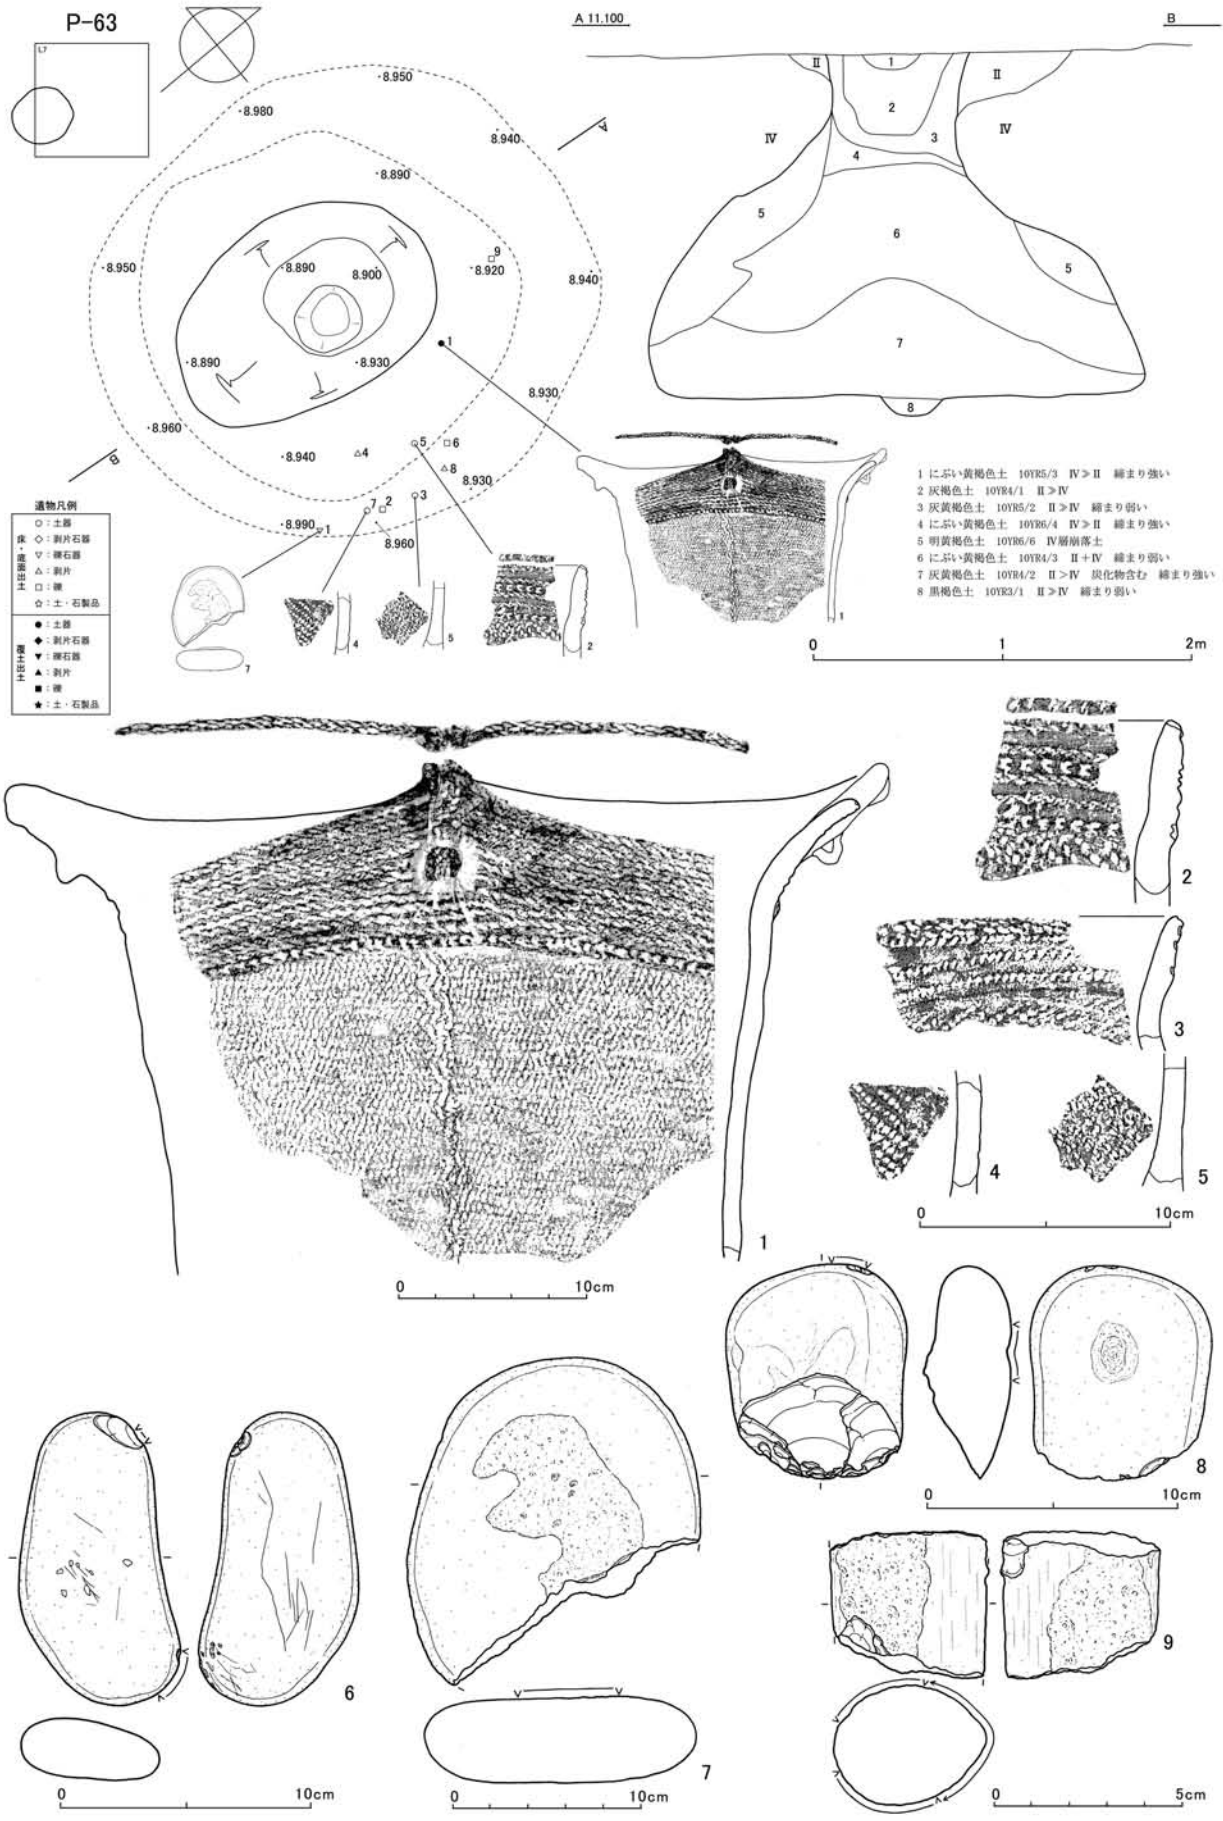 P-63
L7
A 11.100
B
Ⅱ
1
Ⅱ
2
Ⅳ
3
Ⅳ
4
5
6
5
7
8
・8.950
・8.980
8.940
・8.890
A
・8.950
・8.890
8.900
9
・8.920
8.940
1
・8.890
・8.930
8.930
・8.960
B
・8.940
4
5
6
8
8.930
7
2
3
・8.990
1
8.960
遺物凡例
床・底面出土
○:土器
◇:剥片石器
▽:礫石器
△:剥片
□:礫
☆:土・石製品
覆土出土
●:土器
◆:剥片石器
▼:礫石器
▲:剥片
■:礫
★:土・石製品
7
4
5
2
1
1 にぶい黄褐色土 10YR5/3 Ⅳ≫Ⅱ 締まり強い
2 灰褐色土 10YR4/1 Ⅱ≫Ⅳ
3 灰黄褐色土 10YR5/2 Ⅱ≫Ⅳ 締まり弱い
4 にぶい黄褐色土 10YR6/4 Ⅳ≫Ⅱ 締まり強い
5 明黄褐色土 10YR6/6 Ⅳ層崩落土
6 にぶい黄褐色土 10YR4/3 Ⅱ+Ⅳ 締まり弱い
7 灰黄褐色土 10YR4/2 Ⅱ>Ⅳ 炭化物含む 締まり強い
8 黒褐色土 10YR3/1 Ⅱ≫Ⅳ 締まり弱い
0 1 2m
1
0 10cm
2
3
4
5
0 10cm
6
0 10cm
7
0 10cm
8
0 10cm
9
0 5cm